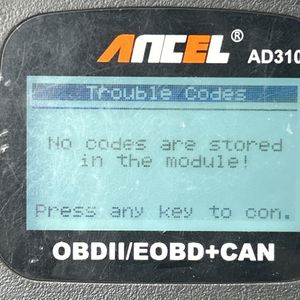 ANCEL® AD310
Trouble Codes
No codes are stored
in the module!
Press any key to con.
OBDII/EOBD+CAN